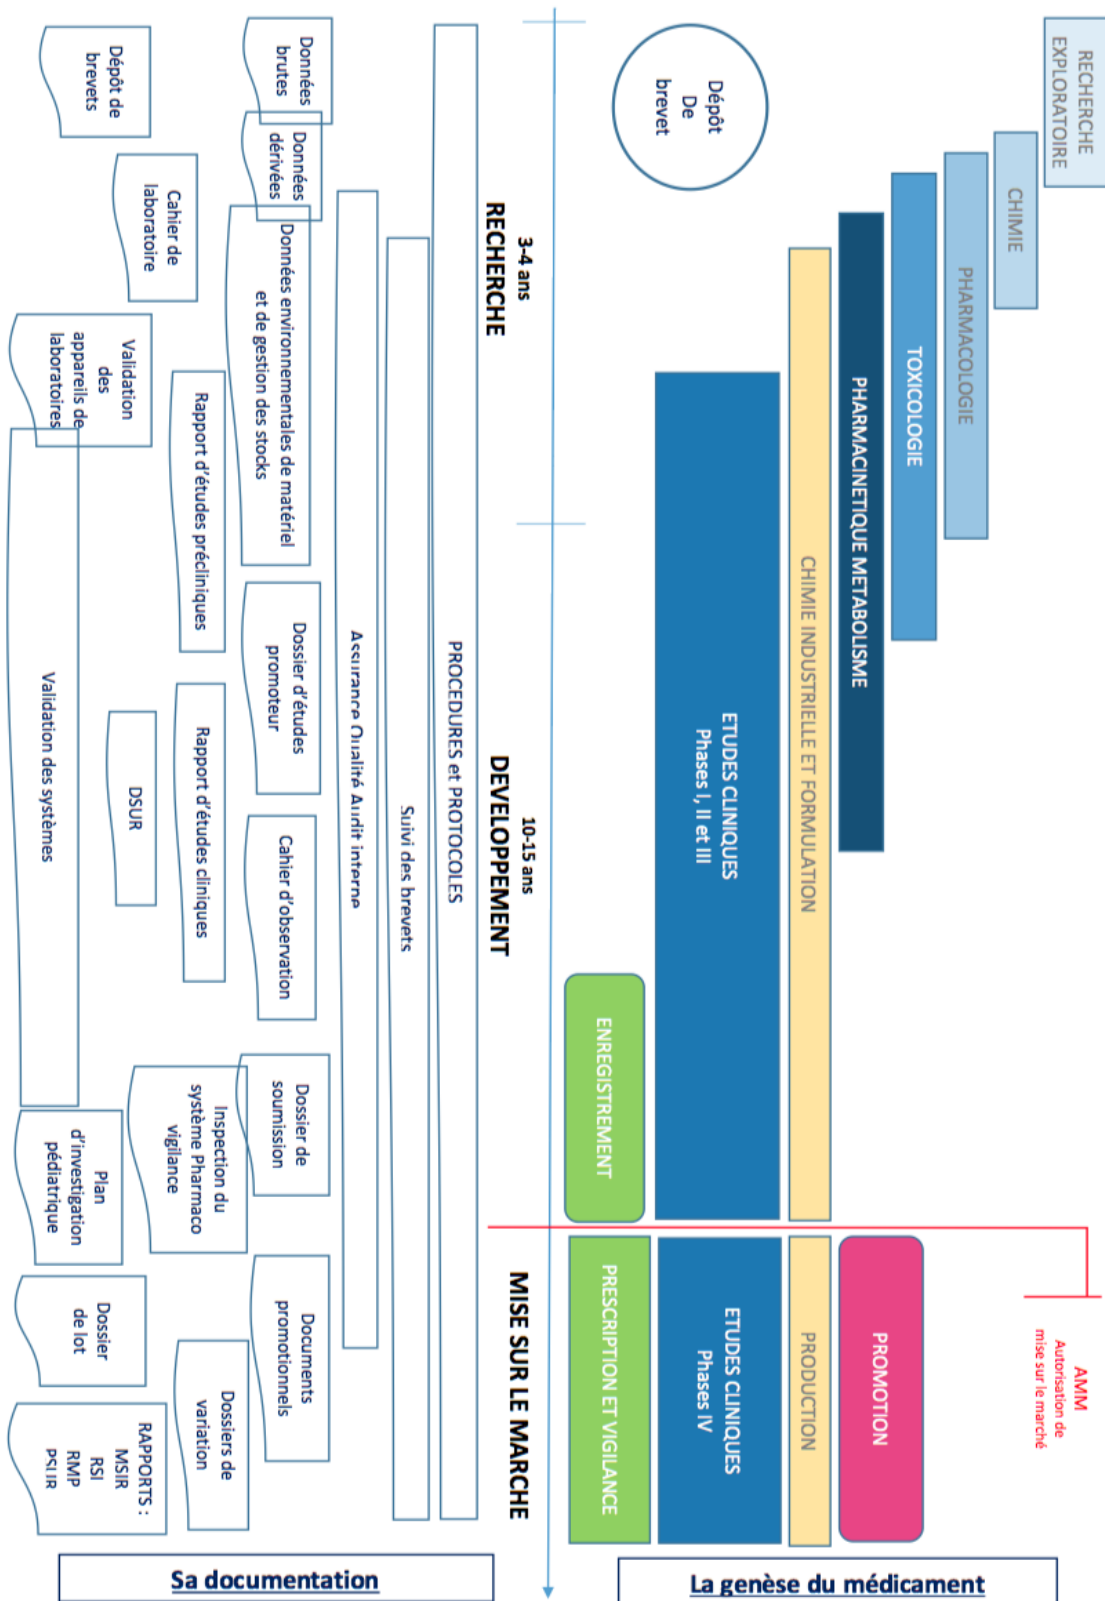 La genèse du médicament
RECHERCHE
EXPLORATOIRE
CHIMIE
PHARMACOLOGIE
TOXICOLOGIE
PHARMACINETIQUE METABOLISME
CHIMIE INDUSTRIELLE ET FORMULATION
ETUDES CLINIQUES
Phases I, II et III
Dépôt
De
brevet
ENREGISTREMENT
AMM
Autorisation de
mise sur le marché
PROMOTION
PRODUCTION
ETUDES CLINIQUES
Phases IV
PRESCRIPTION ET VIGILANCE
3-4 ans
RECHERCHE
10-15 ans
DEVELOPPEMENT
MISE SUR LE MARCHE
Sa documentation
PROCEDURES et PROTOCOLES
Suivi des brevets
Assurance Qualité Audit interne
Données
brutes
Données
dérivées
Données environnementales de matériel
et de gestion des stocks
Dossier d'études
promoteur
Cahier d'observation
Dossier de
soumission
Documents
promotionnels
Rapport d'études précliniques
Rapport d'études cliniques
Inspection du
système Pharmaco
vigilance
Dossiers de
variation
Cahier de
laboratoire
DSUR
Dépôt de
brevets
Validation
des
appareils de
laboratoires
Validation des systèmes
Plan
d'investigation
pédiatrique
Dossier
de lot
RAPPORTS :
MSIR
RSI
RMP
PSUR